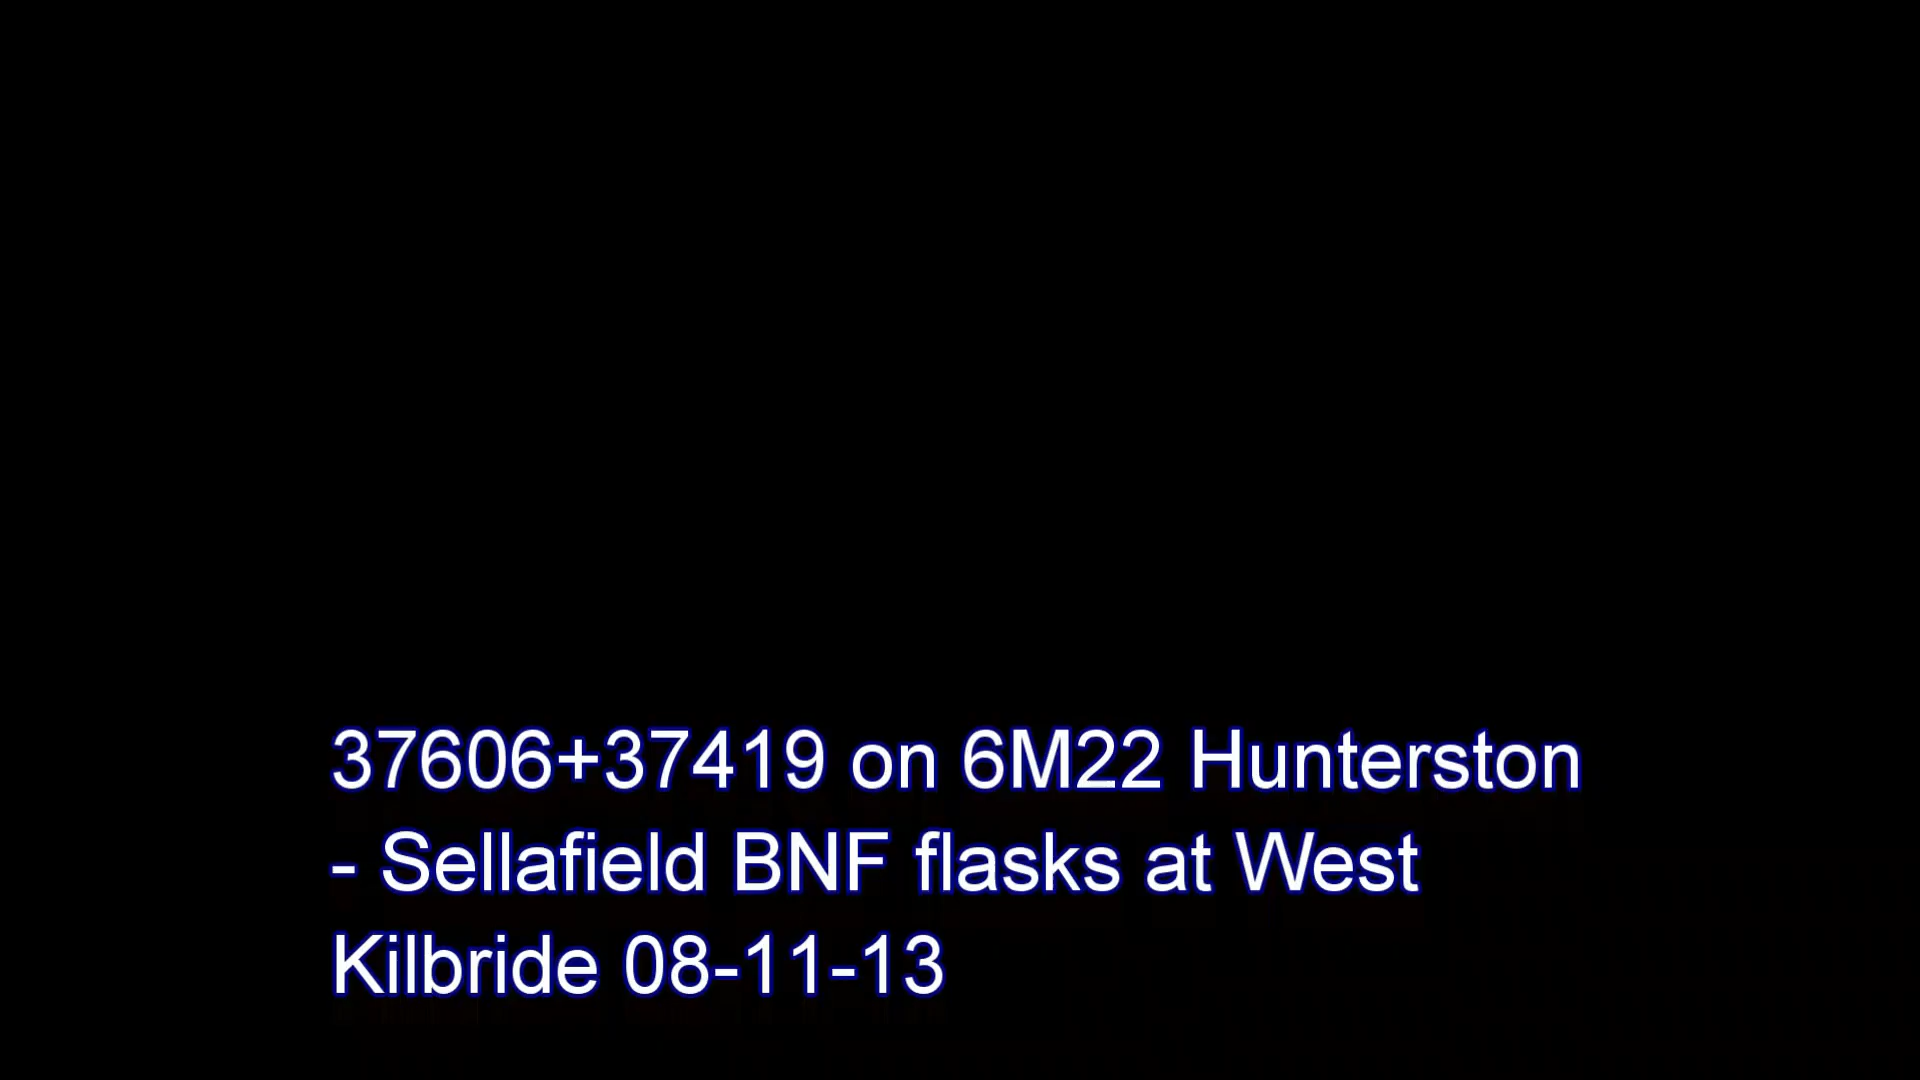 37606+37419 on 6M22 Hunterston
- Sellafield BNF flasks at West
Kilbride 08-11-13